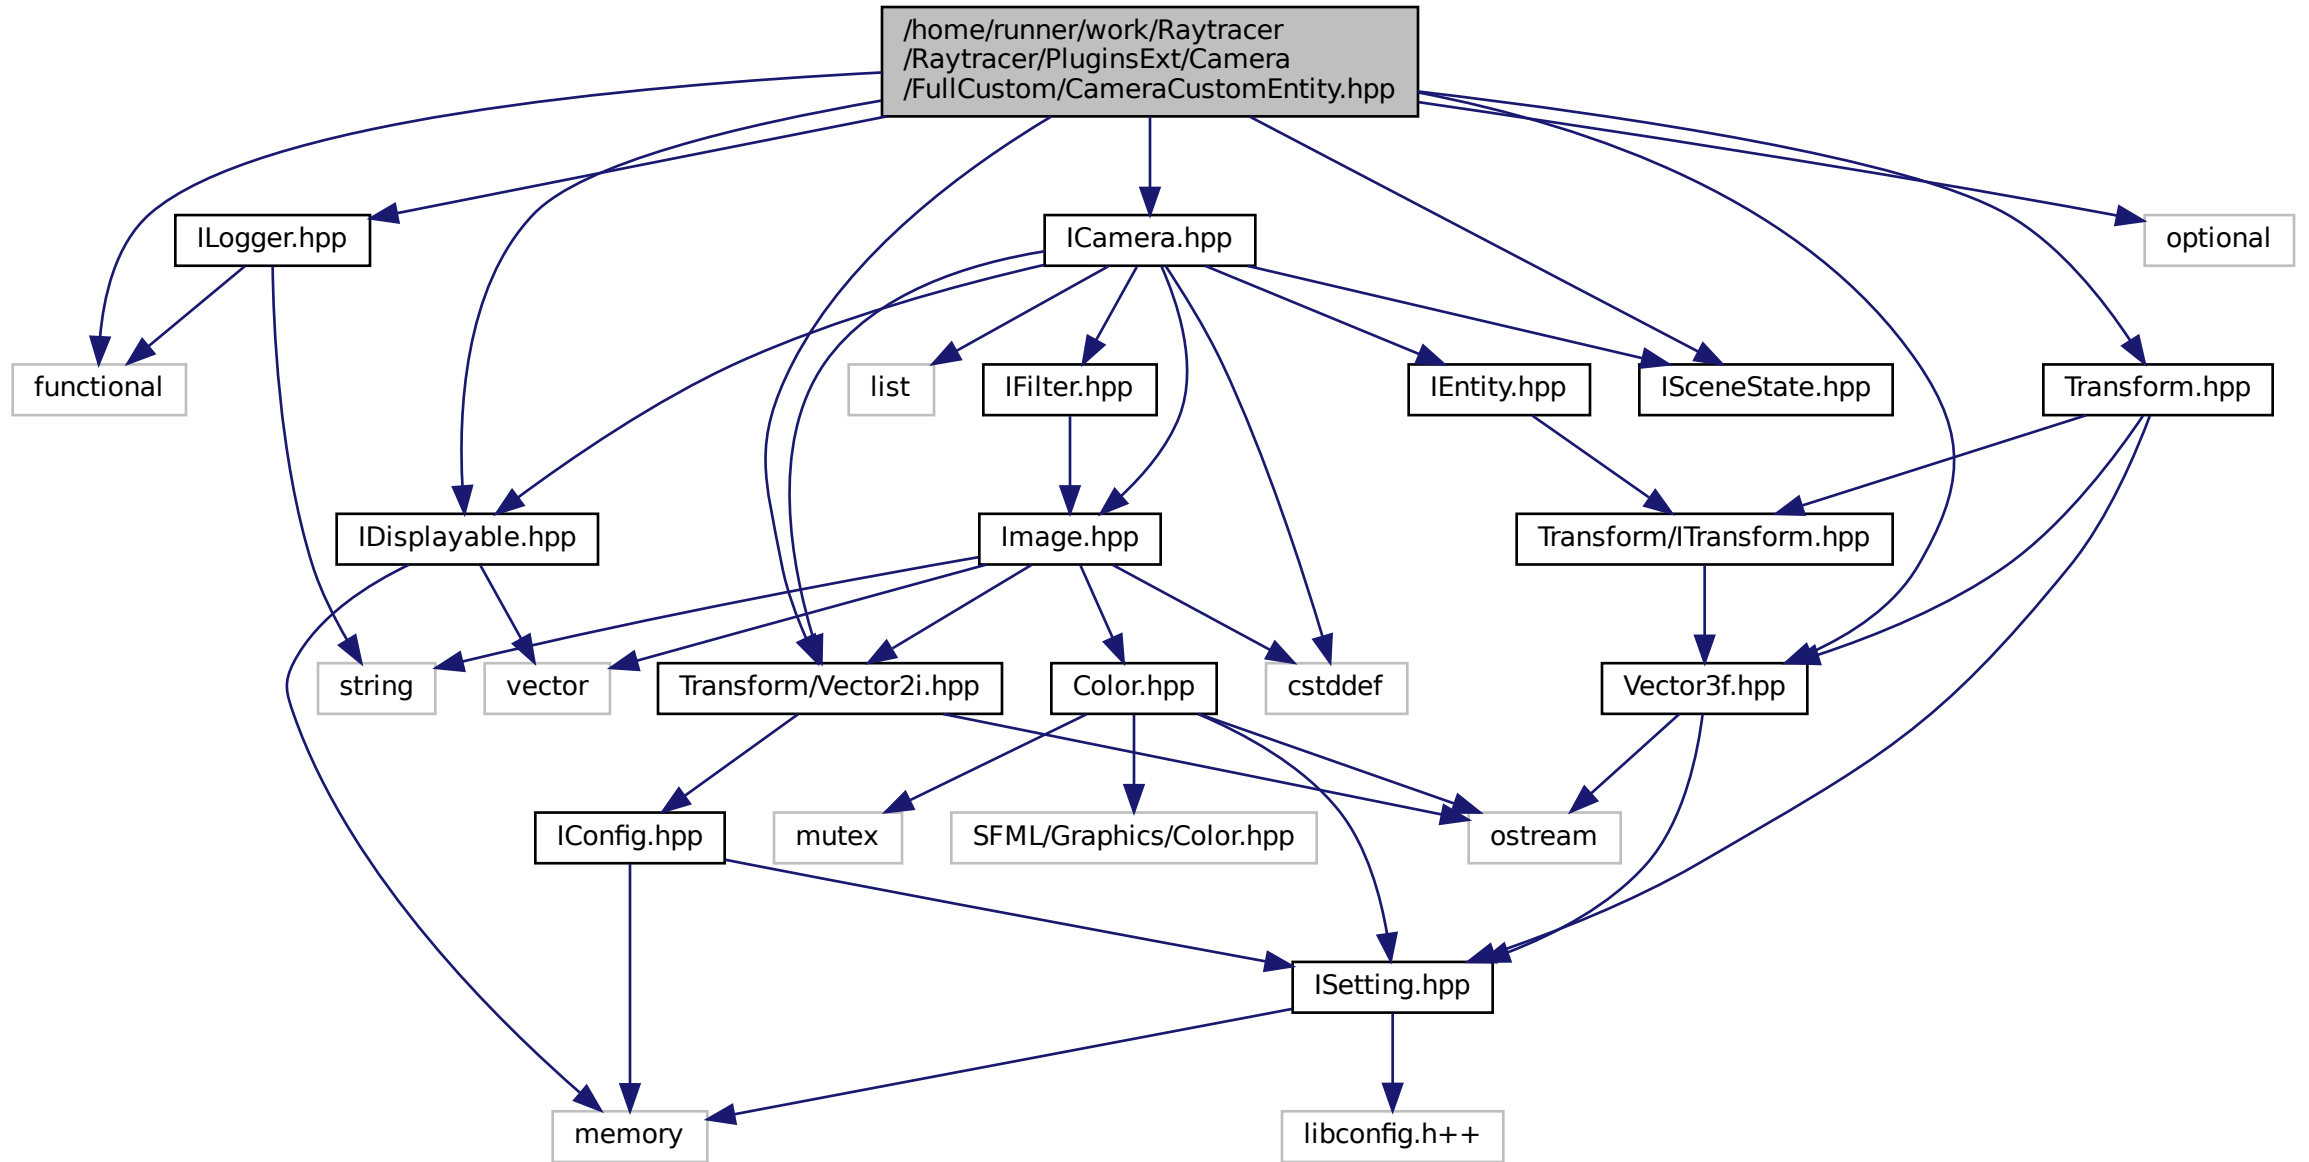 /home/runner/work/Raytracer
/Raytracer/PluginsExt/Camera
/FullCustom/CameraCustomEntity.hpp
ILogger.hpp
ICamera.hpp
optional
functional
list
IFilter.hpp
IEntity.hpp
ISceneState.hpp
Transform.hpp
IDisplayable.hpp
Image.hpp
Transform/ITransform.hpp
string
vector
Transform/Vector2i.hpp
Color.hpp
cstddef
Vector3f.hpp
IConfig.hpp
mutex
SFML/Graphics/Color.hpp
ostream
ISetting.hpp
memory
libconfig.h++